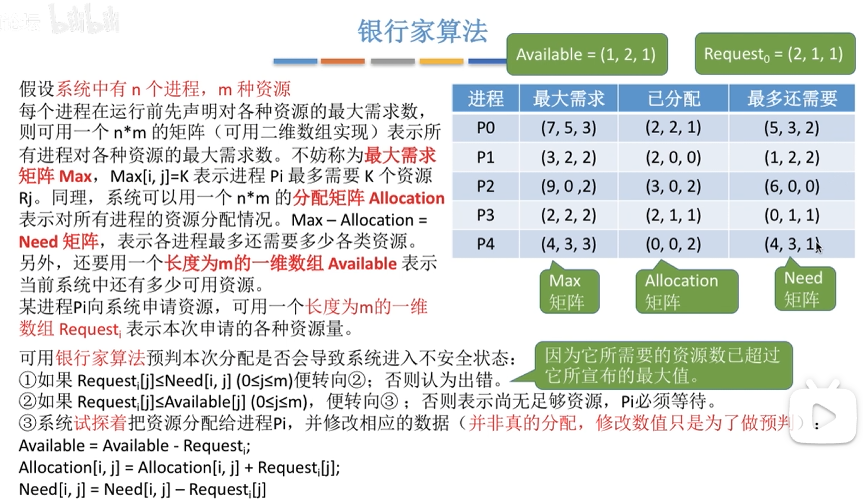 bilibili
银行家算法
Available = (1, 2, 1)
Request0 = (2, 1, 1)
假设系统中有 n 个进程，m 种资源
每个进程在运行前先声明对各种资源的最大需求数，
则可用一个 n*m 的矩阵（可用二维数组实现）表示所
有进程对各种资源的最大需求数。不妨称为最大需求
矩阵 Max，Max[i, j]=K 表示进程 Pi 最多需要 K 个资源
Rj。同理，系统可以用一个 n*m 的分配矩阵 Allocation
表示对所有进程的资源分配情况。Max – Allocation =
Need 矩阵，表示各进程最多还需要多少各类资源。
另外，还要用一个长度为m的一维数组 Available 表示
当前系统中还有多少可用资源。
某进程Pi向系统申请资源，可用一个长度为m的一维
数组 Requesti 表示本次申请的各种资源量。
进程 最大需求 已分配 最多还需要
P0 (7, 5, 3) (2, 2, 1) (5, 3, 2)
P1 (3, 2, 2) (2, 0, 0) (1, 2, 2)
P2 (9, 0 ,2) (3, 0, 2) (6, 0, 0)
P3 (2, 2, 2) (2, 1, 1) (0, 1, 1)
P4 (4, 3, 3) (0, 0, 2) (4, 3, 1)
Max
矩阵
Allocation
矩阵
Need
矩阵
可用银行家算法预判本次分配是否会导致系统进入不安全状态：
①如果 Requesti[j]≤Need[i, j] (0≤j≤m)便转向②；否则认为出错。
因为它所需要的资源数已超过
它所宣布的最大值。
②如果 Requesti[j]≤Available[j] (0≤j≤m)，便转向③；否则表示尚无足够资源，Pi必须等待。
③系统试探着把资源分配给进程Pi，并修改相应的数据（并非真的分配，修改数值只是为了做预判）：
Available = Available - Requesti;
Allocation[i, j] = Allocation[i, j] + Requesti[j];
Need[i, j] = Need[i, j] – Requesti[j]